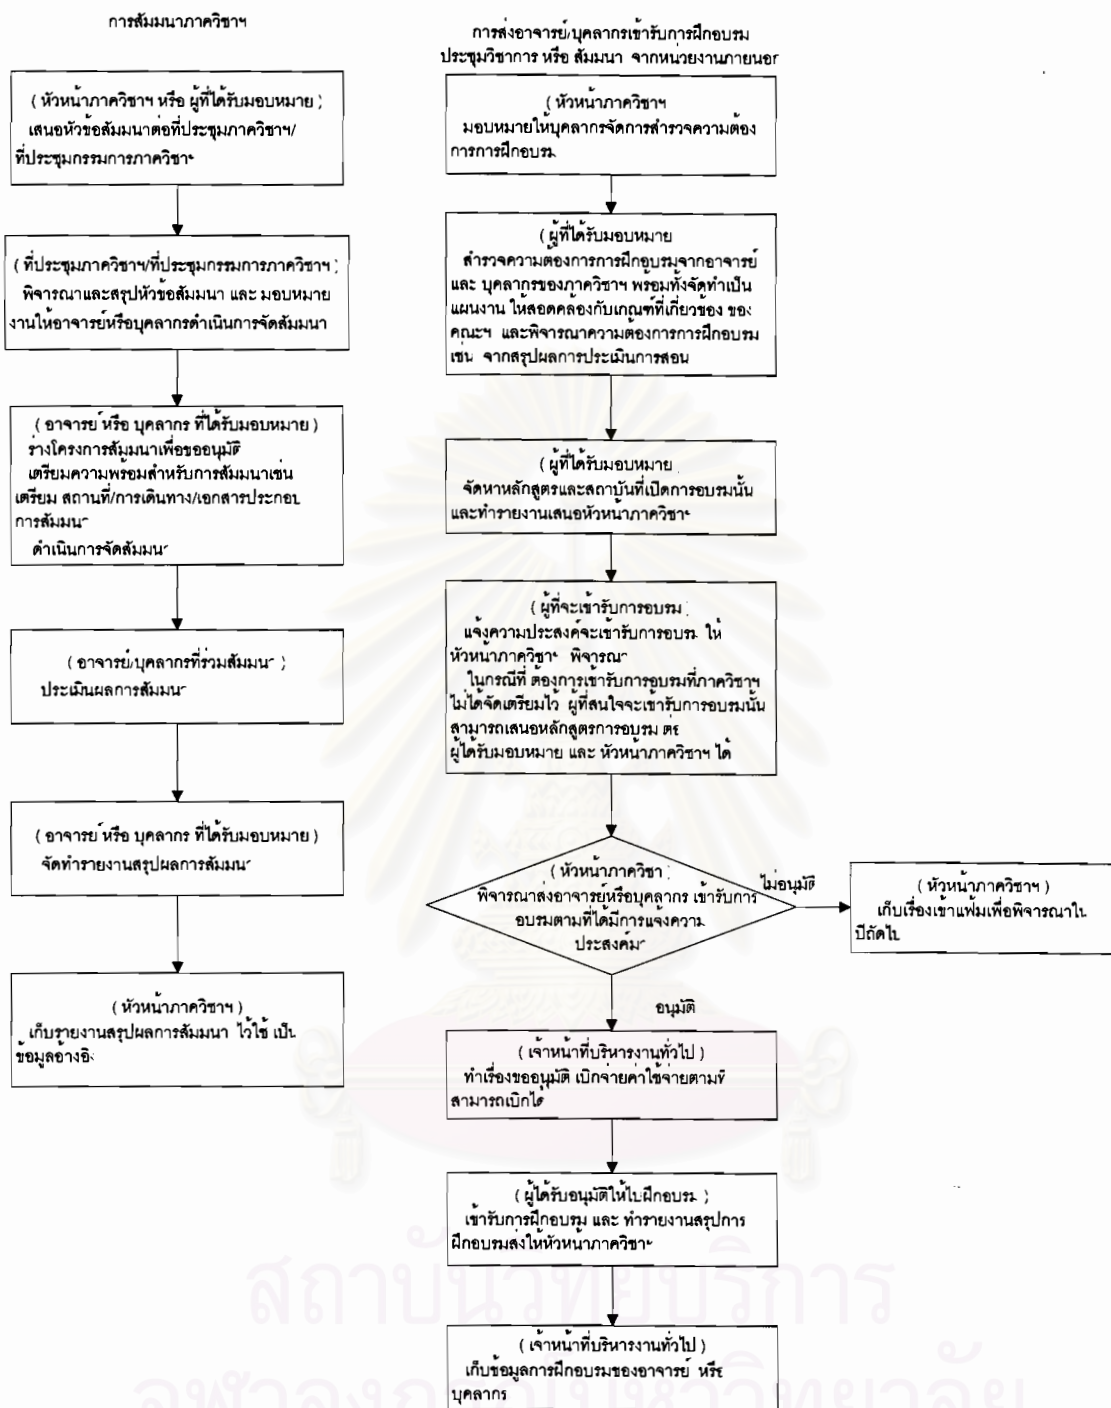 การสัมมนาภาควิชาฯ
( หัวหน้าภาควิชาฯ หรือ ผู้ที่ได้รับมอบหมาย )
เสนอหัวข้อสัมมนาต่อที่ประชุมภาควิชาฯ/
ที่ประชุมกรรมการภาควิชาฯ
( ที่ประชุมภาควิชาฯ/ที่ประชุมกรรมการภาควิชาฯ )
พิจารณาและสรุปหัวข้อสัมมนา และ มอบหมาย
งานให้อาจารย์หรือบุคลากรดำเนินการจัดสัมมนา
( อาจารย์ หรือ บุคลากร ที่ได้รับมอบหมาย )
ร่างโครงการสัมมนาเพื่อขออนุมัติ
เตรียมความพร้อมสำหรับการสัมมนาเช่น
เตรียม สถานที่/การเดินทาง/เอกสารประกอบ
การสัมมนา
ดำเนินการจัดสัมมนา
( อาจารย์/บุคลากรที่ร่วมสัมมนา )
ประเมินผลการสัมมนา
( อาจารย์ หรือ บุคลากร ที่ได้รับมอบหมาย )
จัดทำรายงานสรุปผลการสัมมนา
( หัวหน้าภาควิชาฯ )
เก็บรายงานสรุปผลการสัมมนา ไว้ใช้ เป็น
ข้อมูลอ้างอิง
การส่งอาจารย์/บุคลากรเข้ารับการฝึกอบรม
ประชุมวิชาการ หรือ สัมมนา จากหน่วยงานภายนอก
( หัวหน้าภาควิชาฯ
มอบหมายให้บุคลากรจัดการสำรวจความต้อง
การการฝึกอบรม
( ผู้ที่ได้รับมอบหมาย
สำรวจความต้องการการฝึกอบรมจากอาจารย์
และ บุคลากรของภาควิชาฯ พร้อมทั้งจัดทำเป็น
แผนงาน ให้สอดคล้องกับเกณฑ์ที่เกี่ยวข้อง ของ
คณะฯ และพิจารณาความต้องการการฝึกอบรม
เช่น จากสรุปผลการประเมินการสอน
( ผู้ที่ได้รับมอบหมาย
จัดหาหลักสูตรและสถาบันที่เปิดการอบรมนั้น
และทำรายงานเสนอหัวหน้าภาควิชาฯ
( ผู้ที่จะเข้ารับการอบรม )
แจ้งความประสงค์จะเข้ารับการอบรม ให้
หัวหน้าภาควิชาฯ พิจารณา
ในกรณีที่ ต้องการเข้ารับการอบรมที่ภาควิชาฯ
ไม่ได้จัดเตรียมไว้ ผู้ที่สนใจจะเข้ารับการอบรมนั้น
สามารถเสนอหลักสูตรการอบรม ต่อ
ผู้ได้รับมอบหมาย และ หัวหน้าภาควิชาฯ ได้
( หัวหน้าภาควิชา )
พิจารณาส่งอาจารย์หรือบุคลากร เข้ารับการ
อบรมตามที่ได้มีการแจ้งความ
ประสงค์มา
ไม่อนุมัติ
( หัวหน้าภาควิชาฯ )
เก็บเรื่องเข้าแฟ้มเพื่อพิจารณาใน
ปีถัดไป
อนุมัติ
( เจ้าหน้าที่บริหารงานทั่วไป )
ทำเรื่องขออนุมัติ เบิกจ่ายค่าใช้จ่ายตามที่
สามารถเบิกได้
( ผู้ได้รับอนุมัติให้ไปฝึกอบรม )
เข้ารับการฝึกอบรม และ ทำรายงานสรุปการ
ฝึกอบรมส่งให้หัวหน้าภาควิชาฯ
( เจ้าหน้าที่บริหารงานทั่วไป )
เก็บข้อมูลการฝึกอบรมของอาจารย์ หรือ
บุคลากร
สถาบันวิทยบริการ
จุฬาลงกรณ์มหาวิทยาลัย